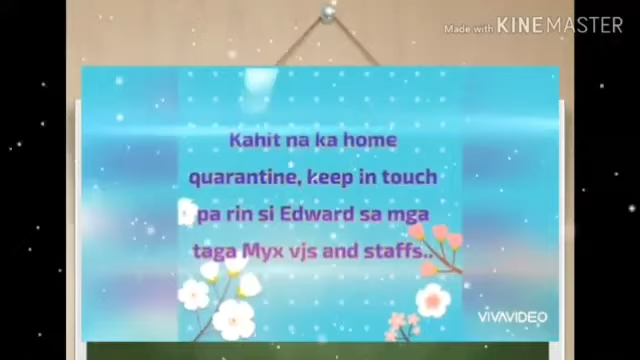 Made with KINEMASTER
Kahit na ka home
quarantine, keep in touch
pa rin si Edward sa mga
taga Myx vjs and staffs..
VIVAVIDEO